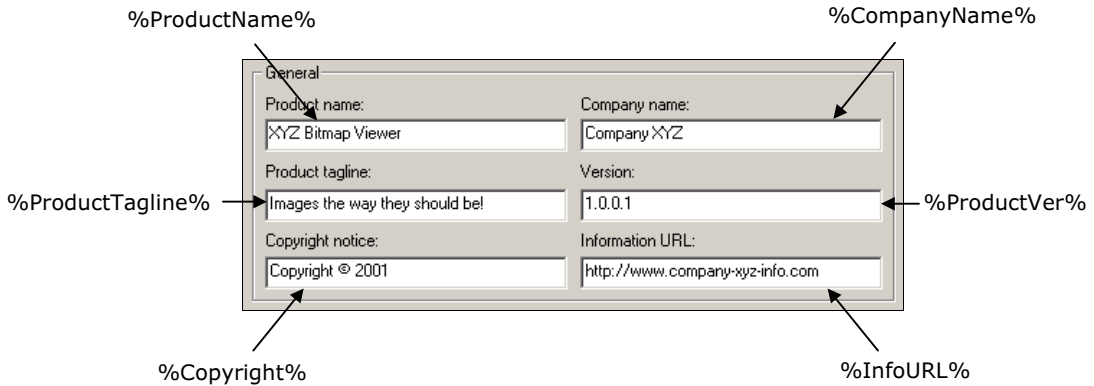 %ProductName% %CompanyName%
General
Product name: Company name:
XYZ Bitmap Viewer Company XYZ
Product tagline: Version:
%ProductTagline% Images the way they should be! 1.0.0.1 %ProductVer%
Copyright notice: Information URL:
Copyright © 2001 http://www.company-xyz-info.com
%Copyright% %InfoURL%